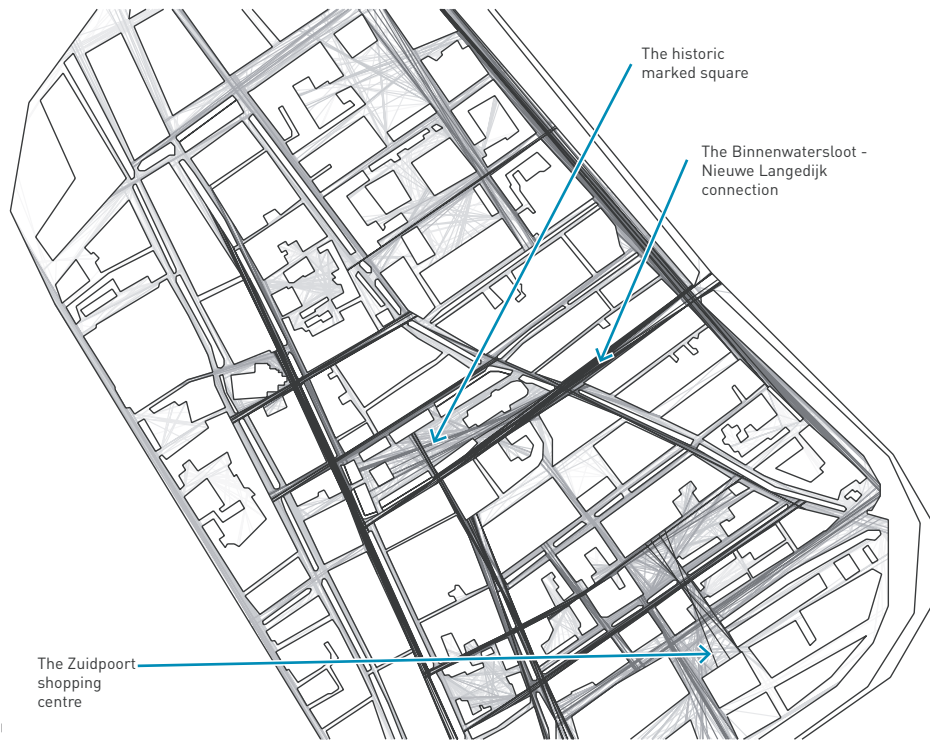 The historic
marked square
The Binnenwatersloot -
Nieuwe Langedijk
connection
The Zuidpoort
shopping
centre